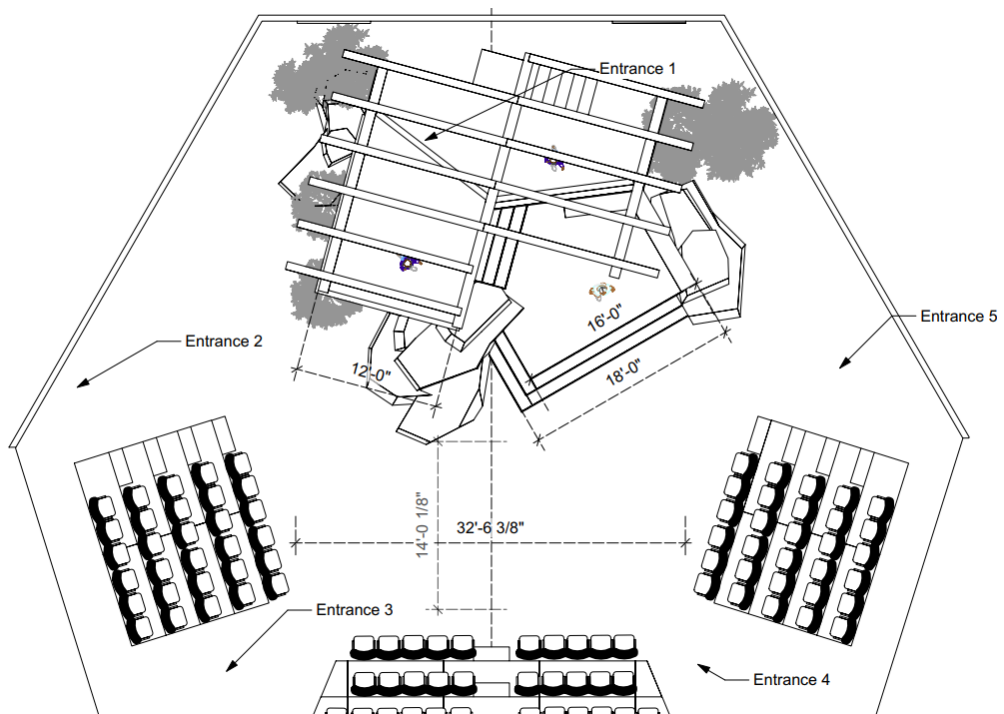 Entrance 1
Entrance 5
16'-0"
Entrance 2
18'-0"
12'-0"
14'-0 1/8"
32'-6 3/8"
Entrance 3
Entrance 4